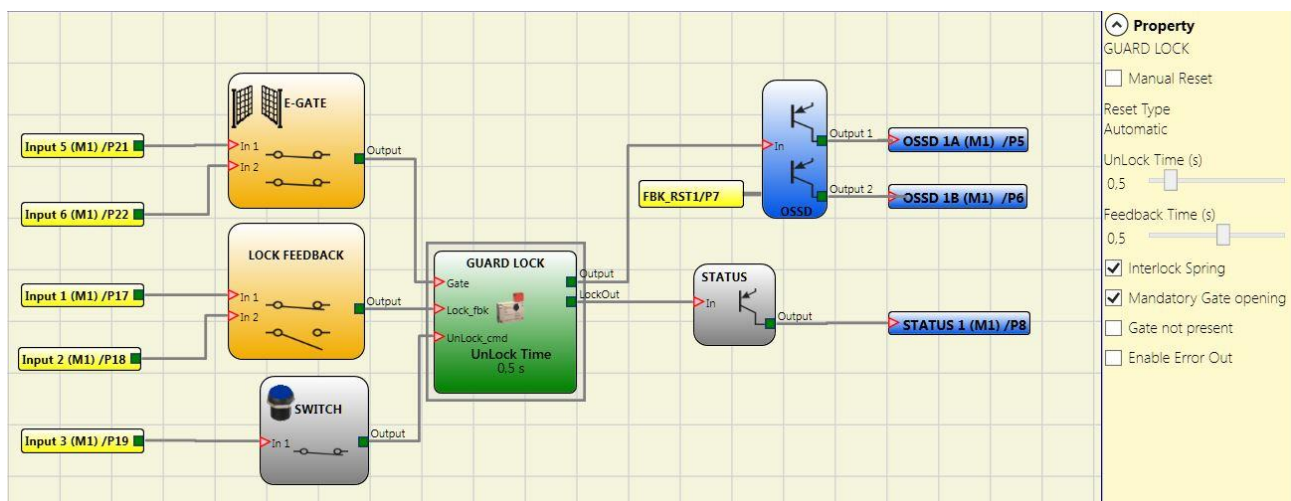 E-GATE
Input 5 (M1) /P21
In 1
In 2
Output
Input 6 (M1) /P22
LOCK FEEDBACK
Input 1 (M1) /P17
In 1
In 2
Output
Input 2 (M1) /P18
SWITCH
Input 3 (M1) /P19
In 1
Output
GUARD LOCK
Gate
Lock_fbk
UnLock_cmd
Output
LockOut
UnLock Time
0,5 s
FBK_RST1/P7
In
Output 1
Output 2
OSSD
OSSD 1A (M1) /P5
OSSD 1B (M1) /P6
STATUS
In
Output
STATUS 1 (M1) /P8
Property
GUARD LOCK
Manual Reset
Reset Type
Automatic
UnLock Time (s)
0,5
Feedback Time (s)
0,5
Interlock Spring
Mandatory Gate opening
Gate not present
Enable Error Out